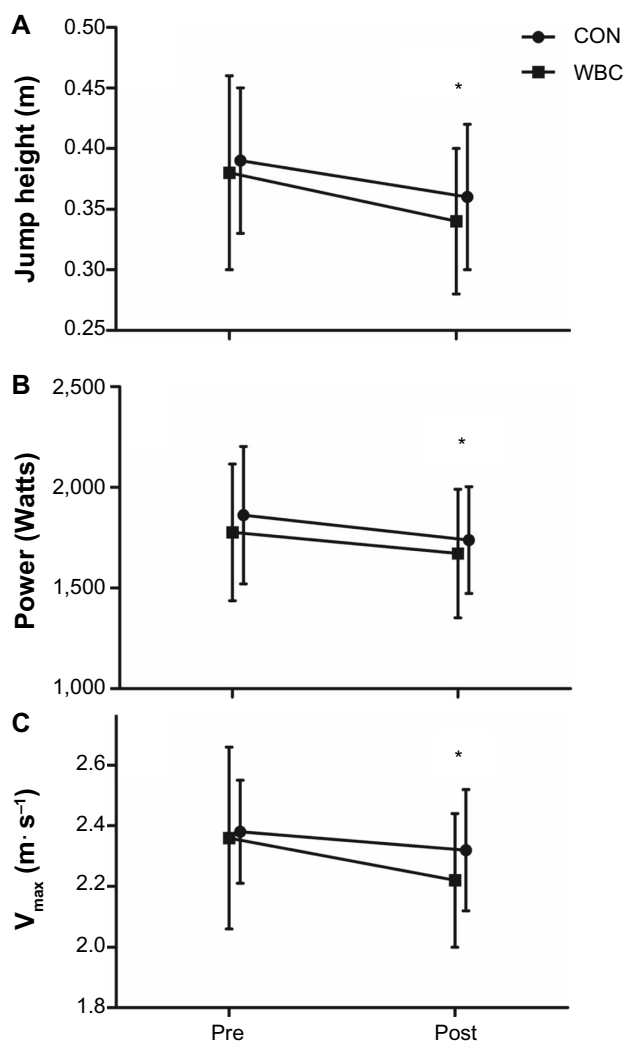 A
Jump height (m)
0.50
0.45
0.40
0.35
0.30
0.25
*
CON
WBC
B
Power (Watts)
2,500
2,000
1,500
1,000
*
C
Vmax (m· s–1)
2.6
2.4
2.2
2.0
1.8
*
Pre Post